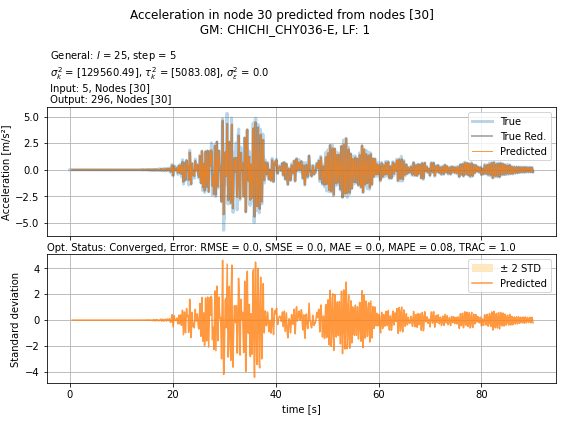 Acceleration in node 30 predicted from nodes [30]
GM: CHICHI_CHY036-E, LF: 1
General: l = 25, step = 5
σ²ₖ = [129560.49], τ²ₖ = [5083.08], σ²ε = 0.0
Input: 5, Nodes [30]
Output: 296, Nodes [30]
Acceleration [m/s²]
5.0
2.5
0.0
−2.5
−5.0
True
True Red.
Predicted
Opt. Status: Converged, Error: RMSE = 0.0, SMSE = 0.0, MAE = 0.0, MAPE = 0.08, TRAC = 1.0
Standard deviation
4
2
0
−2
−4
± 2 STD
Predicted
0 20 40 60 80
time [s]